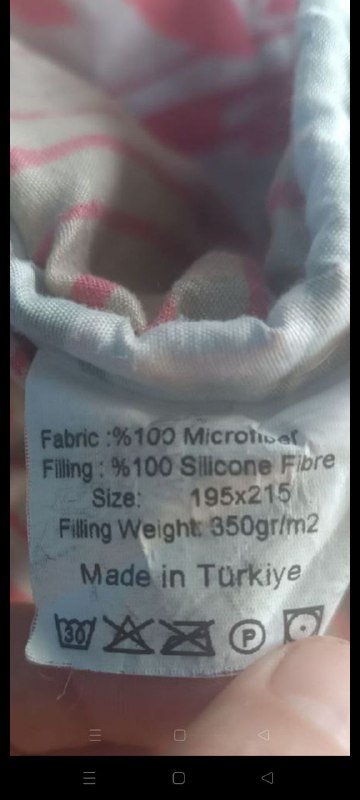 Fabric :%100 Microfiber
Filling : %100 Silicone Fibre
Size: 195x215
Filling Weight: 350gr/m2
Made in Türkiye
30 P